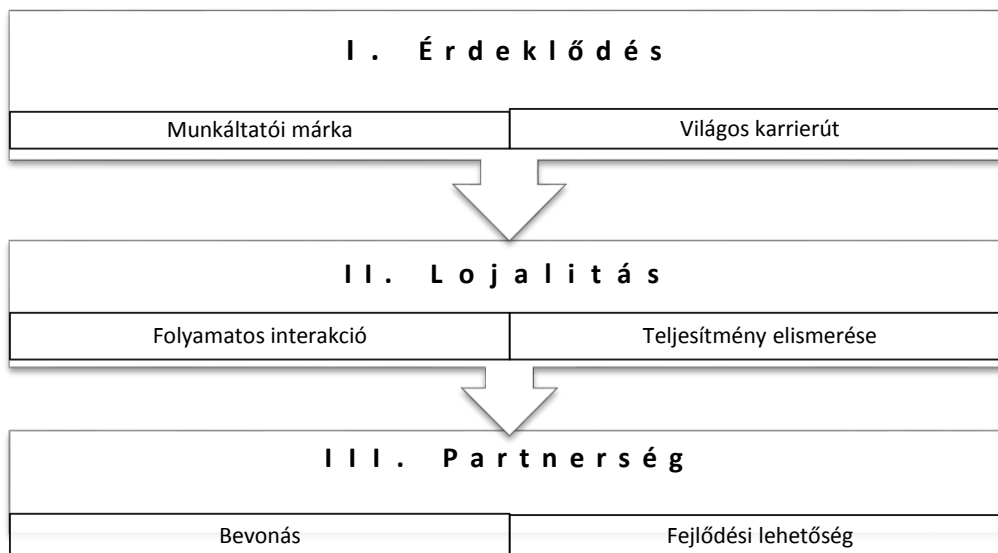 I. Érdeklődés
Munkáltatói márka
Világos karrierút
II. Lojalitás
Folyamatos interakció
Teljesítmény elismerése
III. Partnerség
Bevonás
Fejlődési lehetőség